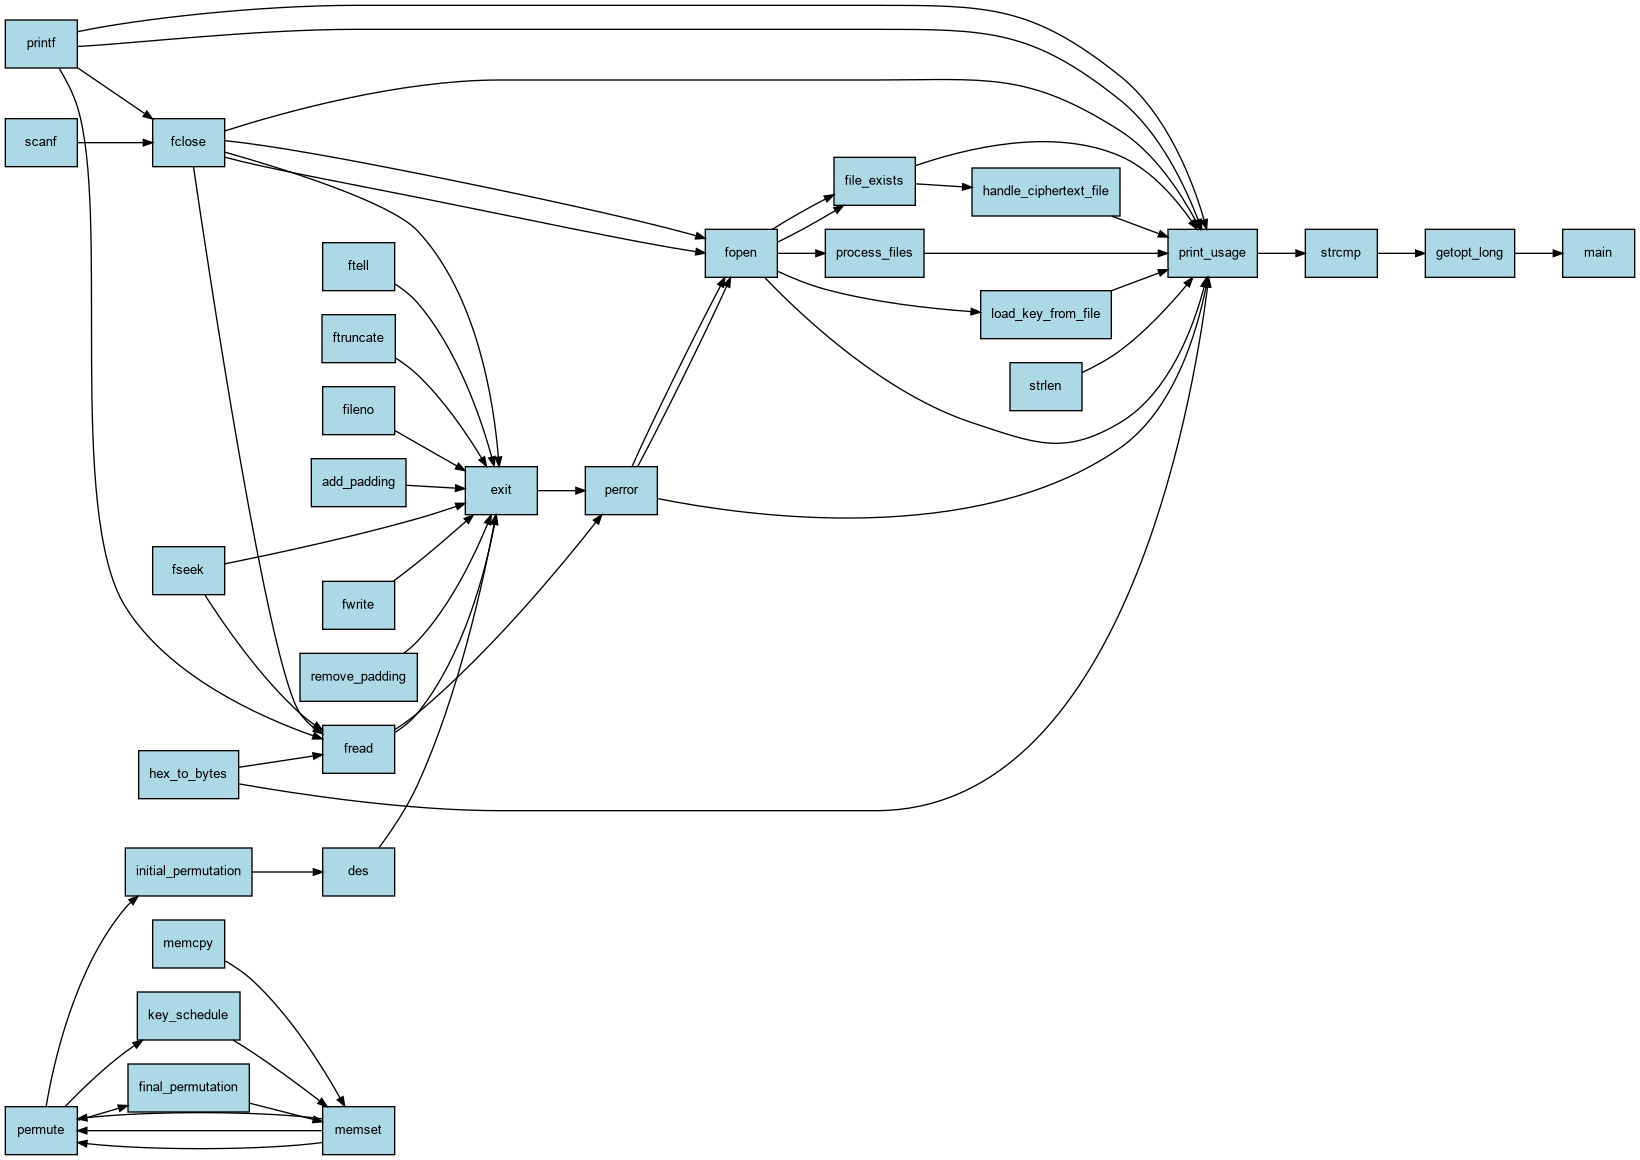 printf
scanf
fclose
file_exists
handle_ciphertext_file
ftell
fopen
process_files
print_usage
strcmp
getopt_long
main
ftruncate
load_key_from_file
fileno
strlen
add_padding
exit
perror
fseek
fwrite
remove_padding
fread
hex_to_bytes
initial_permutation
des
memcpy
key_schedule
final_permutation
permute
memset